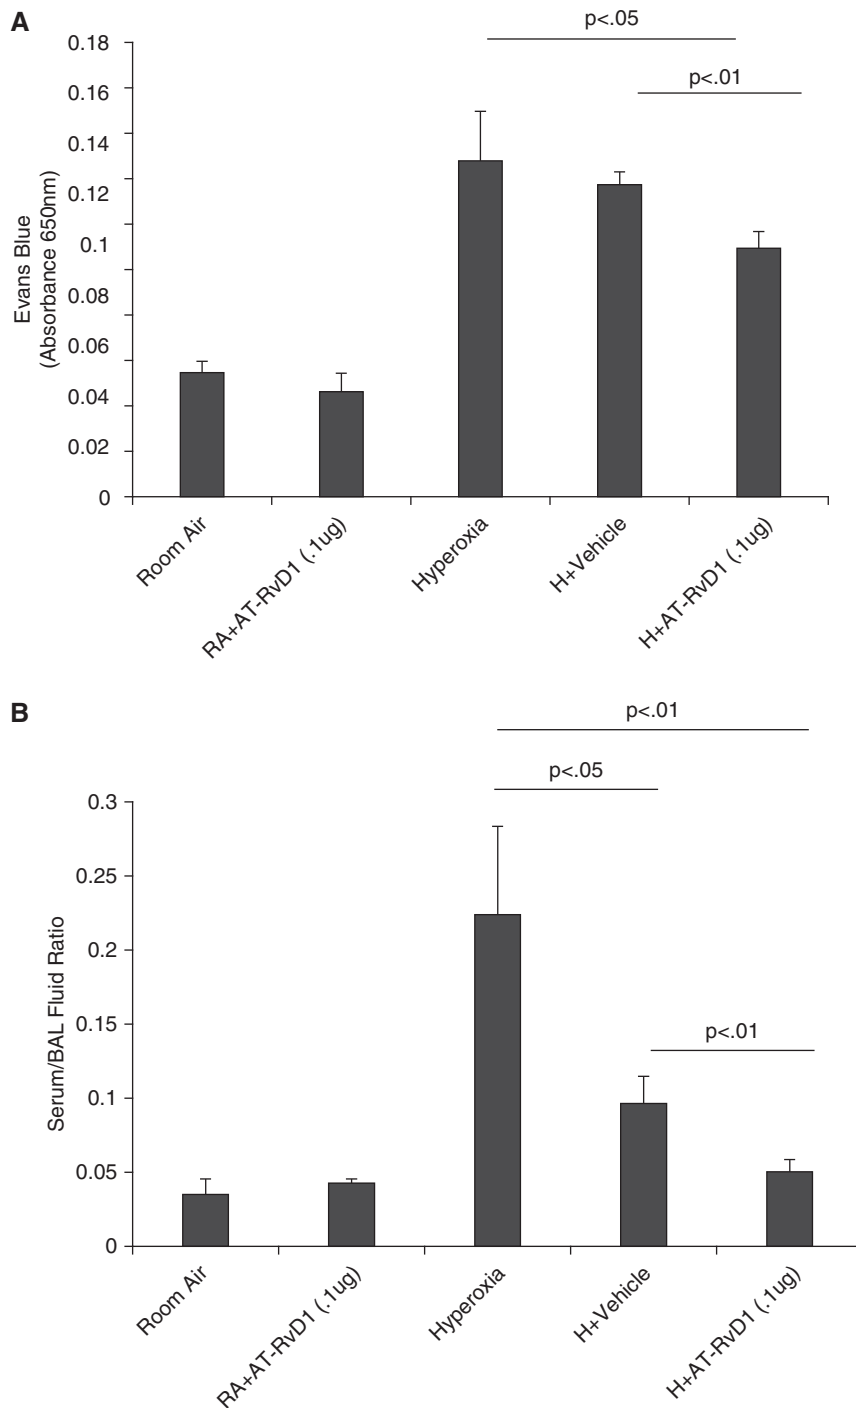 A
p<.05
p<.01
0.18
0.16
0.14
0.12
0.1
0.08
0.06
0.04
0.02
0
Evans Blue
(Absorbance 650nm)
Room Air
RA+AT-RvD1 (.1ug)
Hyperoxia
H+Vehicle
H+AT-RvD1 (.1ug)
B
p<.01
p<.05
p<.01
0.3
0.25
0.2
0.15
0.1
0.05
0
Serum/BAL Fluid Ratio
Room Air
RA+AT-RvD1 (.1ug)
Hyperoxia
H+Vehicle
H+AT-RvD1 (.1ug)